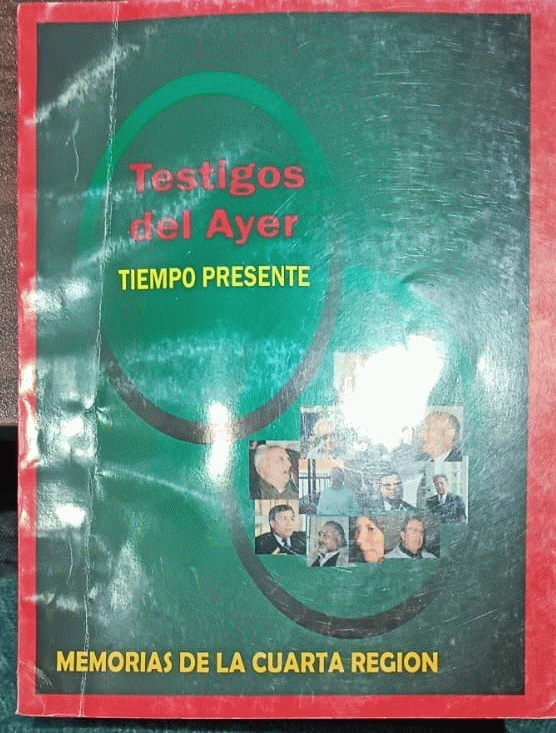 Testigos
del Ayer
TIEMPO PRESENTE
MEMORIAS DE LA CUARTA REGION